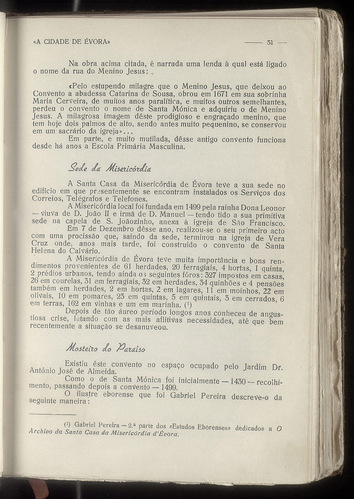 «A CIDADE DE ÉVORA» — 51 —
Na obra acima citada, é narrada uma lenda à qual está ligado
o nome da rua do Menino Jesus: .
«Pelo estupendo milagre que o Menino Jesus, que deixou ao
Convento a abadessa Catarina de Sousa, obrou em 1671 em sua sobrinha
Maria Cerveira, de muitos anos paralítica, e muitos outros semelhantes,
perdeu o convento o nome de Santa Mónica e adquiriu o de Menino
Jesus. A milagrosa imagem dêste prodigioso e engraçado menino, que
tem hoje dois palmos de alto, sendo antes muito pequenino, se conservou
em um sacrário da igreja»...
Em parte, e muito mutilada, dêsse antigo convento funciona
desde há anos a Escola Primária Masculina.
Sede da Misericórdia
A Santa Casa da Misericórdia de Évora teve a sua sede no
edifício em que presentemente se encontram instalados os Serviços dos
Correios, Telégrafos e Telefones.
A Misericórdia local foi fundada em 1499 pela rainha Dona Leonor
— viuva de D. João II e irmã de D. Manuel — tendo tido a sua primitiva
sede na capela de S. Joãozinho, anexa à igreja de São Francisco.
Em 7 de Dezembro dêsse ano, realizou-se o seu primeiro acto
com uma procissão que, saindo da sede, terminou na igreja de Vera
Cruz onde, anos mais tarde, foi construído o convento de Santa
Helena do Calvário.
A Misericórdia de Évora teve muita importância e bons ren-
dimentos provenientes de 61 herdades, 20 ferragiais, 4 hortas, 1 quinta,
2 prédios urbanos, tendo ainda os seguintes fóros: 327 impostos em casas,
26 em courelas, 31 em ferragiais, 32 em herdades, 34 quinhões e 4 pensões
também em herdades, 2 em hortas, 2 em lagares, 11 em moinhos, 22 em
olivais, 10 em pomares, 23 em quintas, 5 em quintais, 3 em cerrados, 6
em terras, 102 em vinhas e um em marinha. (¹)
Depois de tão áureo período longos anos conheceu de angus-
tiosa crise, lutando com as mais aflitivas necessidades, até que bem
recentemente a situação se desanuveou.
Mosteiro do Paraíso
Existiu êste convento no espaço ocupado pelo Jardim Dr.
António José de Almeida.
Como o de Santa Mónica foi inicialmente — 1430 — recolhi-
mento, passando depois a convento — 1499.
O ilustre eborense que foi Gabriel Pereira descreve-o da
seguinte maneira:
(¹) Gabriel Pereira — 2.ª parte dos «Estudos Eborenses» dedicados a O
Archivo da Santa Casa da Misericórdia d'Évora.